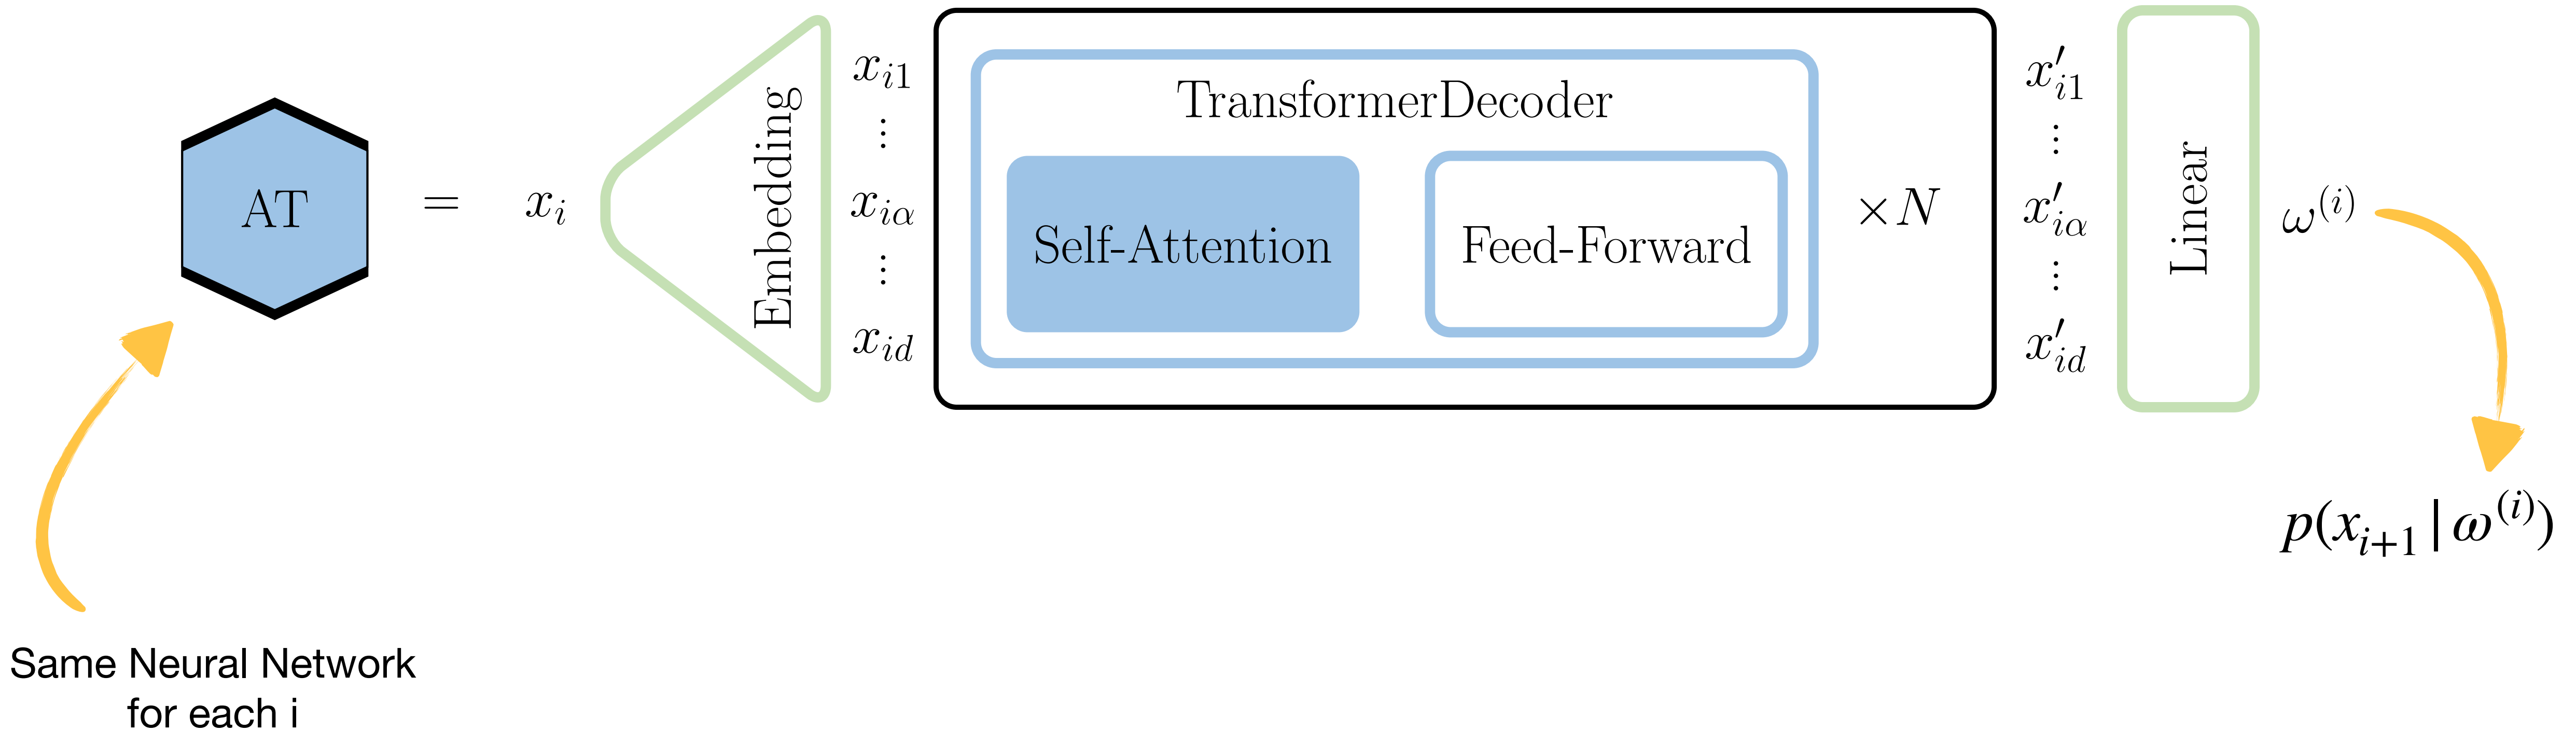 AT
=
x_i
Embedding
x_{i1}
⋮
x_{iα}
⋮
x_{id}
TransformerDecoder
Self-Attention
Feed-Forward
×N
x'_{i1}
⋮
x'_{iα}
⋮
x'_{id}
Linear
ω^{(i)}
p(x_{i+1} | ω^{(i)})
Same Neural Network
for each i